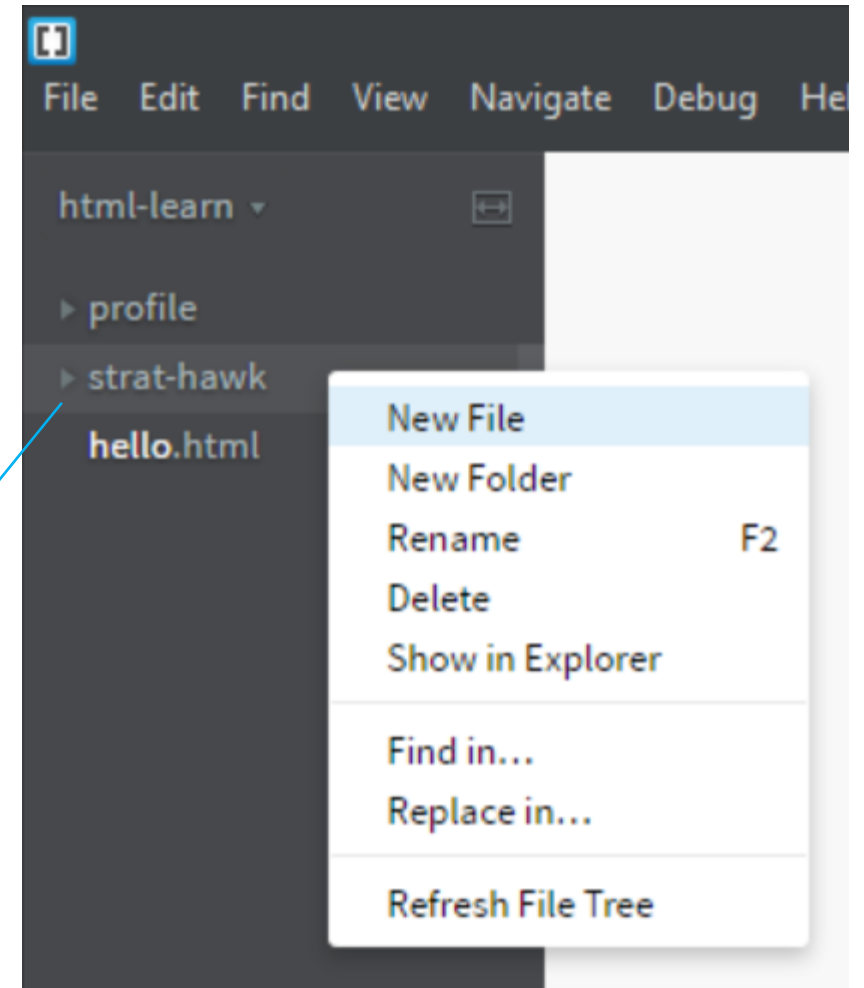 File Edit Find View Navigate Debug Hel
html-learn
profile
strat-hawk
hello.html
New File
New Folder
Rename F2
Delete
Show in Explorer
Find in...
Replace in...
Refresh File Tree